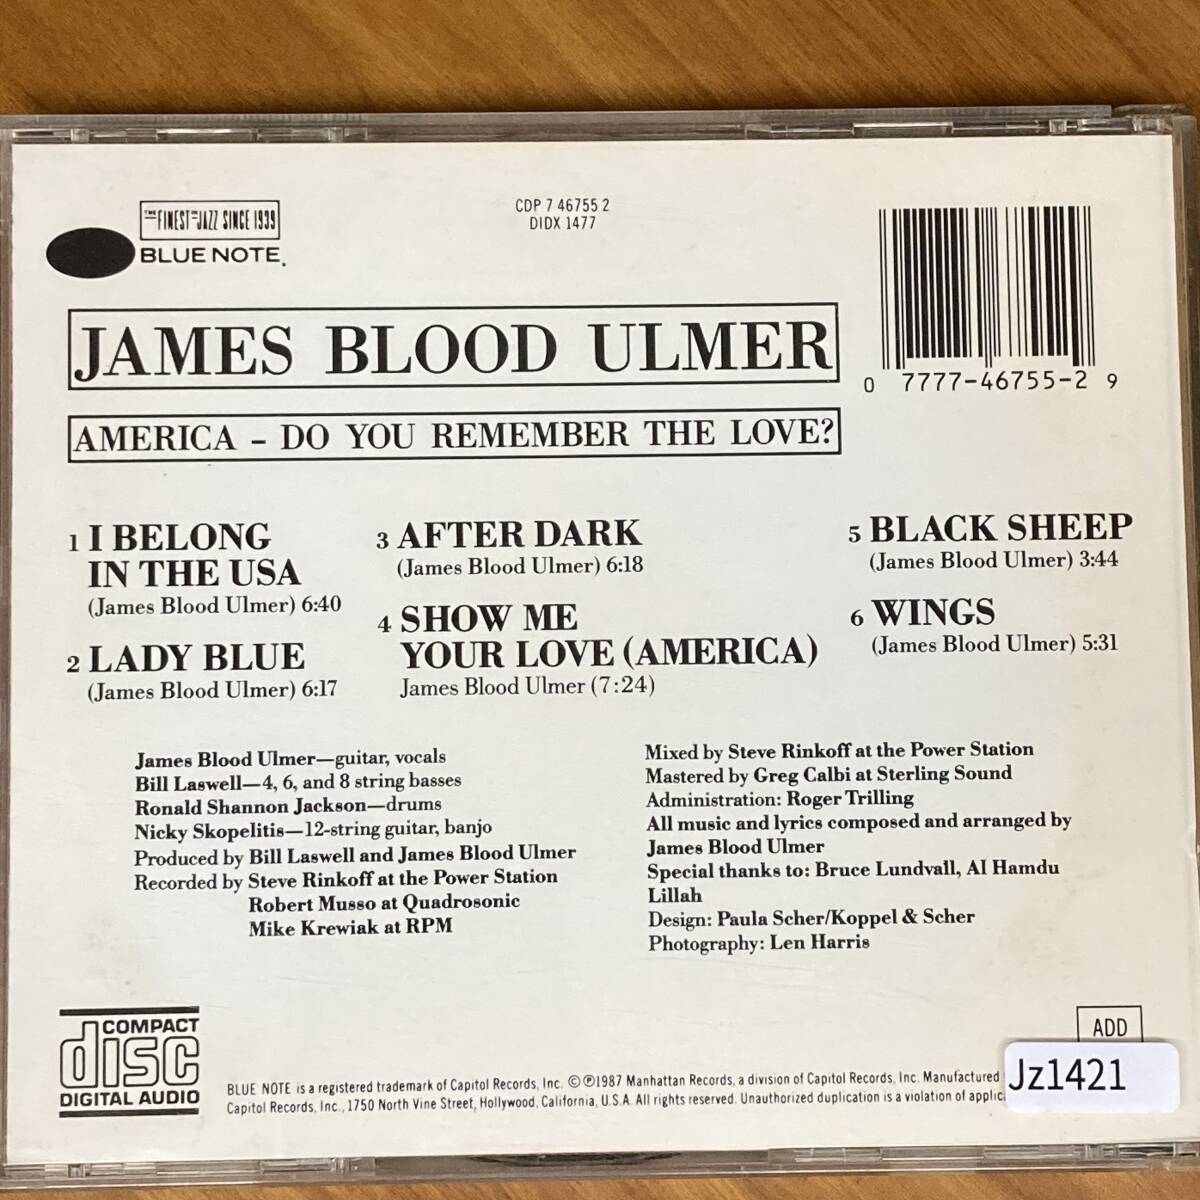 THE FINEST IN JAZZ SINCE 1939
BLUE NOTE.
CDP 7 46755 2
DIDX 1477
0 7777-46755-2 9
JAMES BLOOD ULMER
AMERICA – DO YOU REMEMBER THE LOVE?
1 I BELONG
IN THE USA
(James Blood Ulmer) 6:40
2 LADY BLUE
(James Blood Ulmer) 6:17
3 AFTER DARK
(James Blood Ulmer) 6:18
4 SHOW ME
YOUR LOVE (AMERICA)
James Blood Ulmer (7:24)
5 BLACK SHEEP
(James Blood Ulmer) 3:44
6 WINGS
(James Blood Ulmer) 5:31
James Blood Ulmer—guitar, vocals
Bill Laswell—4, 6, and 8 string basses
Ronald Shannon Jackson—drums
Nicky Skopelitis—12-string guitar, banjo
Produced by Bill Laswell and James Blood Ulmer
Recorded by Steve Rinkoff at the Power Station
Robert Musso at Quadrosonic
Mike Krewiak at RPM
Mixed by Steve Rinkoff at the Power Station
Mastered by Greg Calbi at Sterling Sound
Administration: Roger Trilling
All music and lyrics composed and arranged by
James Blood Ulmer
Special thanks to: Bruce Lundvall, Al Hamdu
Lillah
Design: Paula Scher/Koppel & Scher
Photography: Len Harris
COMPACT
disc
DIGITAL AUDIO
ADD
Jz1421
BLUE NOTE is a registered trademark of Capitol Records, Inc. ©℗1987 Manhattan Records, a division of Capitol Records, Inc. Manufactured
Capitol Records, Inc., 1750 North Vine Street, Hollywood, California, U.S.A. All rights reserved. Unauthorized duplication is a violation of